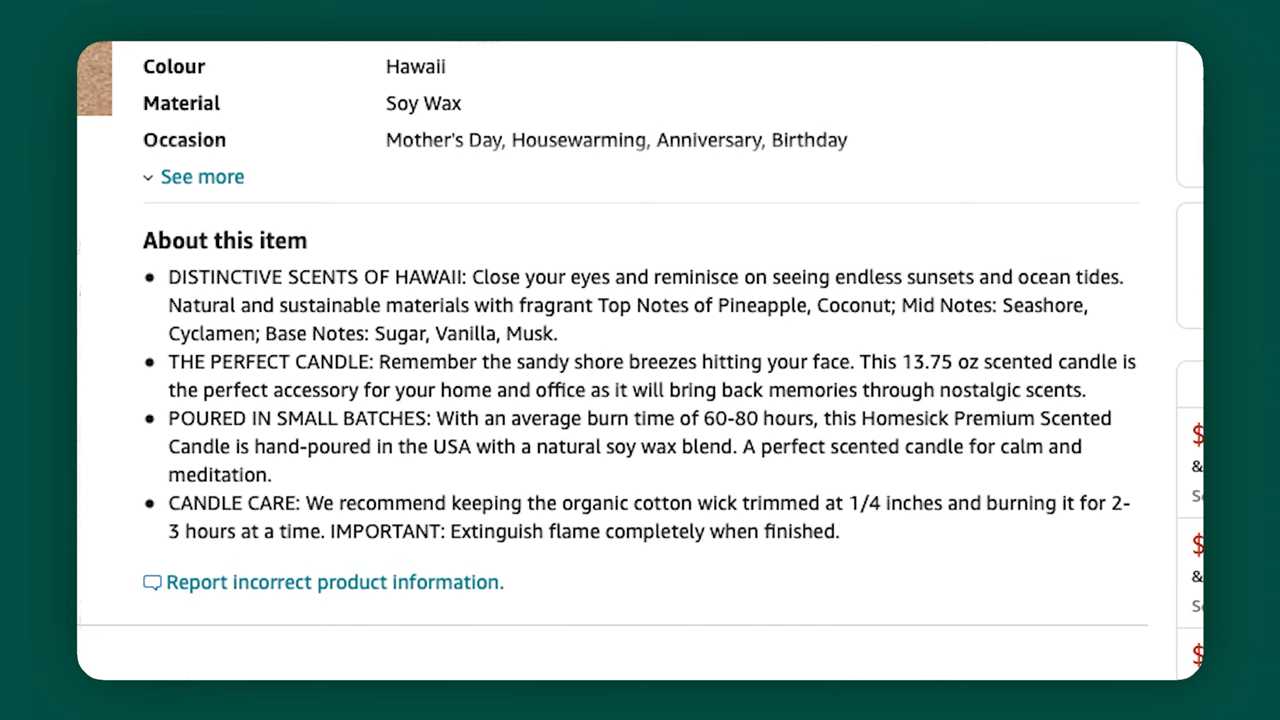 Colour Hawaii
Material Soy Wax
Occasion Mother's Day, Housewarming, Anniversary, Birthday
See more
About this item
• DISTINCTIVE SCENTS OF HAWAII: Close your eyes and reminisce on seeing endless sunsets and ocean tides.
Natural and sustainable materials with fragrant Top Notes of Pineapple, Coconut; Mid Notes: Seashore,
Cyclamen; Base Notes: Sugar, Vanilla, Musk.
• THE PERFECT CANDLE: Remember the sandy shore breezes hitting your face. This 13.75 oz scented candle is
the perfect accessory for your home and office as it will bring back memories through nostalgic scents.
• POURED IN SMALL BATCHES: With an average burn time of 60-80 hours, this Homesick Premium Scented
Candle is hand-poured in the USA with a natural soy wax blend. A perfect scented candle for calm and
meditation.
• CANDLE CARE: We recommend keeping the organic cotton wick trimmed at 1/4 inches and burning it for 2-
3 hours at a time. IMPORTANT: Extinguish flame completely when finished.
Report incorrect product information.
$
&
$
&
$